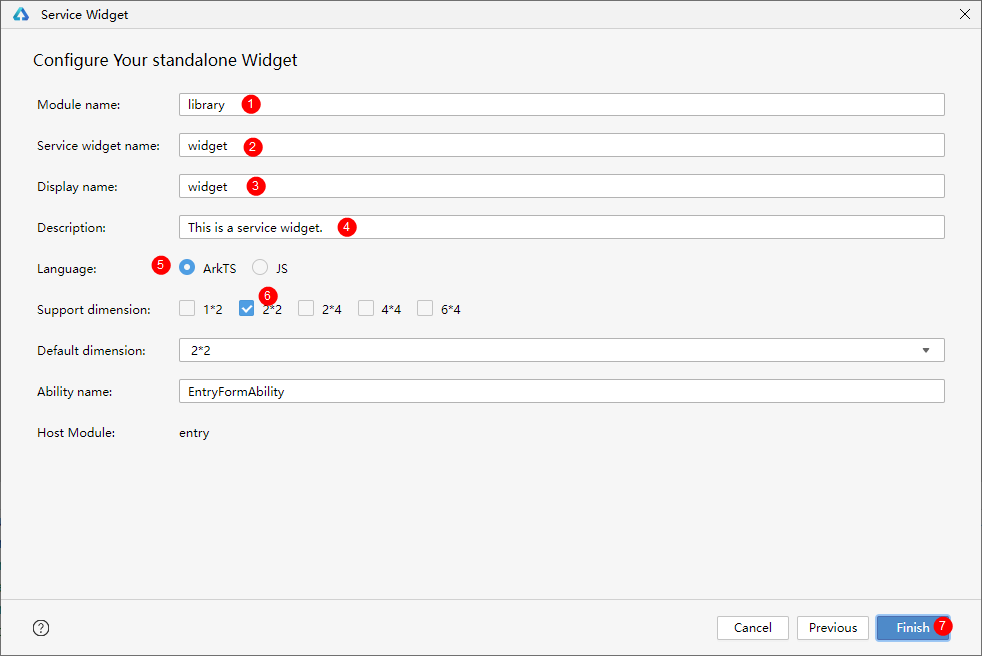 Service Widget
Configure Your standalone Widget
Module name: library 1
Service widget name: widget 2
Display name: widget 3
Description: This is a service widget. 4
Language: 5 ArkTS JS
6
Support dimension: 1*2 2*2 2*4 4*4 6*4
Default dimension: 2*2
Ability name: EntryFormAbility
Host Module: entry
? Cancel Previous Finish 7